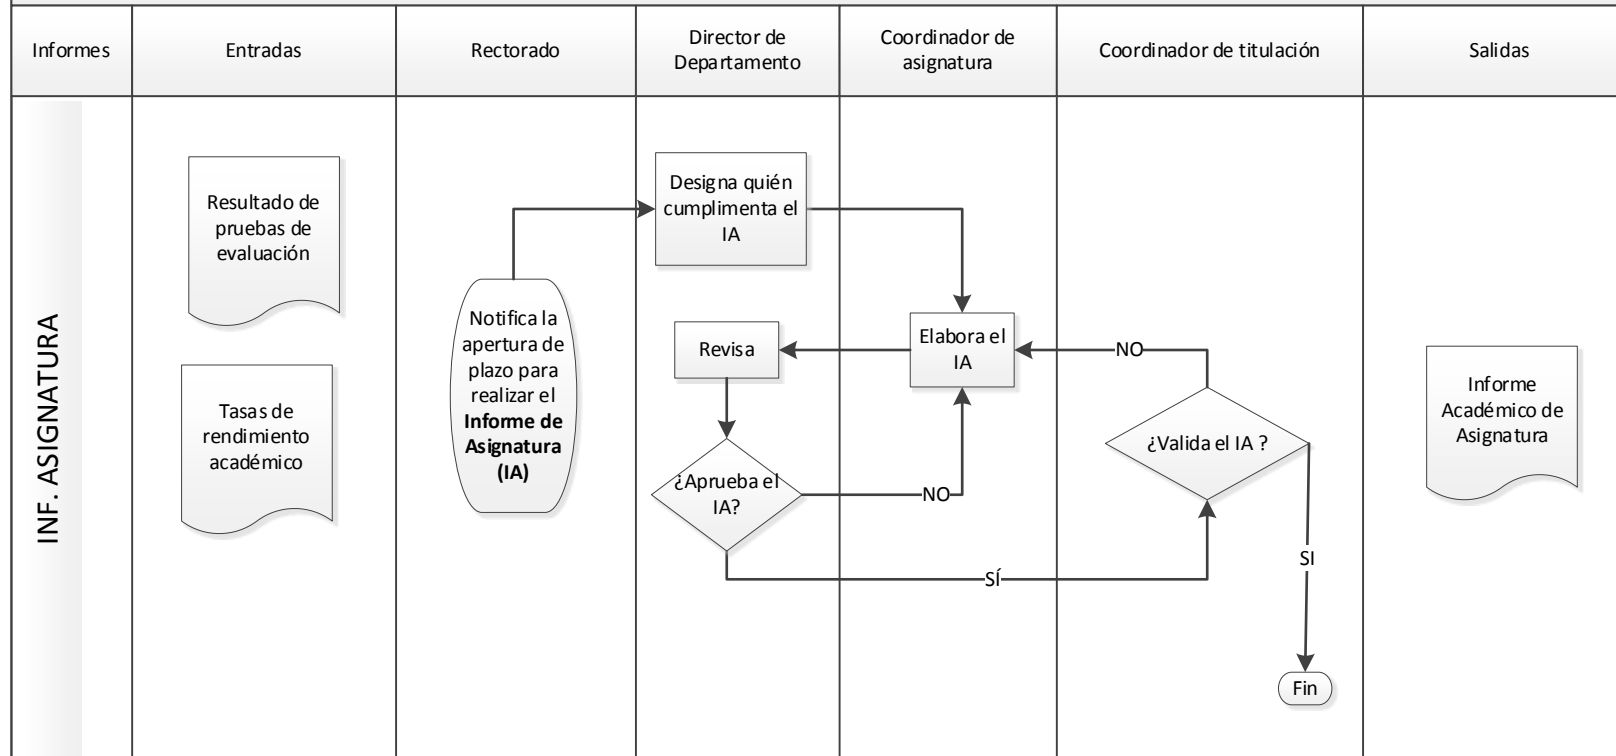 Informes
Entradas
Rectorado
Director de
Departamento
Coordinador de
asignatura
Coordinador de titulación
Salidas
INF. ASIGNATURA
Resultado de
pruebas de
evaluación
Tasas de
rendimiento
académico
Notifica la
apertura de
plazo para
realizar el
Informe de
Asignatura
(IA)
Designa quién
cumplimenta el
IA
Revisa
¿Aprueba el
IA?
Elabora el
IA
NO
SÍ
NO
¿Valida el IA ?
SI
Fin
Informe
Académico de
Asignatura